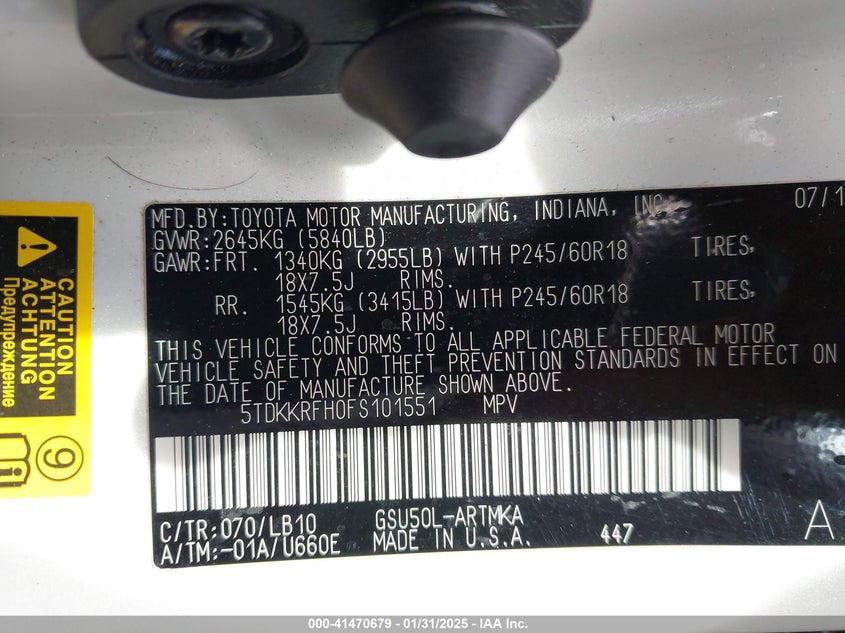 MFD.BY:TOYOTA MOTOR MANUFACTURING, INDIANA, INC. 07/1
GVWR:2645KG (5840LB)
GAWR:FRT. 1340KG (2955LB) WITH P245/60R18 TIRES,
18X7.5J RIMS.
RR. 1545KG (3415LB) WITH P245/60R18 TIRES,
18X7.5J RIMS.
THIS VEHICLE CONFORMS TO ALL APPLICABLE FEDERAL MOTOR
VEHICLE SAFETY AND THEFT PREVENTION STANDARDS IN EFFECT ON
THE DATE OF MANUFACTURE SHOWN ABOVE.
5TDKKRFH0FS101551 MPV
C/TR:070/LB10 GSU50L-ARTMKA
A/TM:-01A/U660E MADE IN U.S.A. 447 A
CAUTION
ATTENTION
ACHTUNG
Предупреждение
9
000-41470679 — 01/31/2025 — IAA Inc.